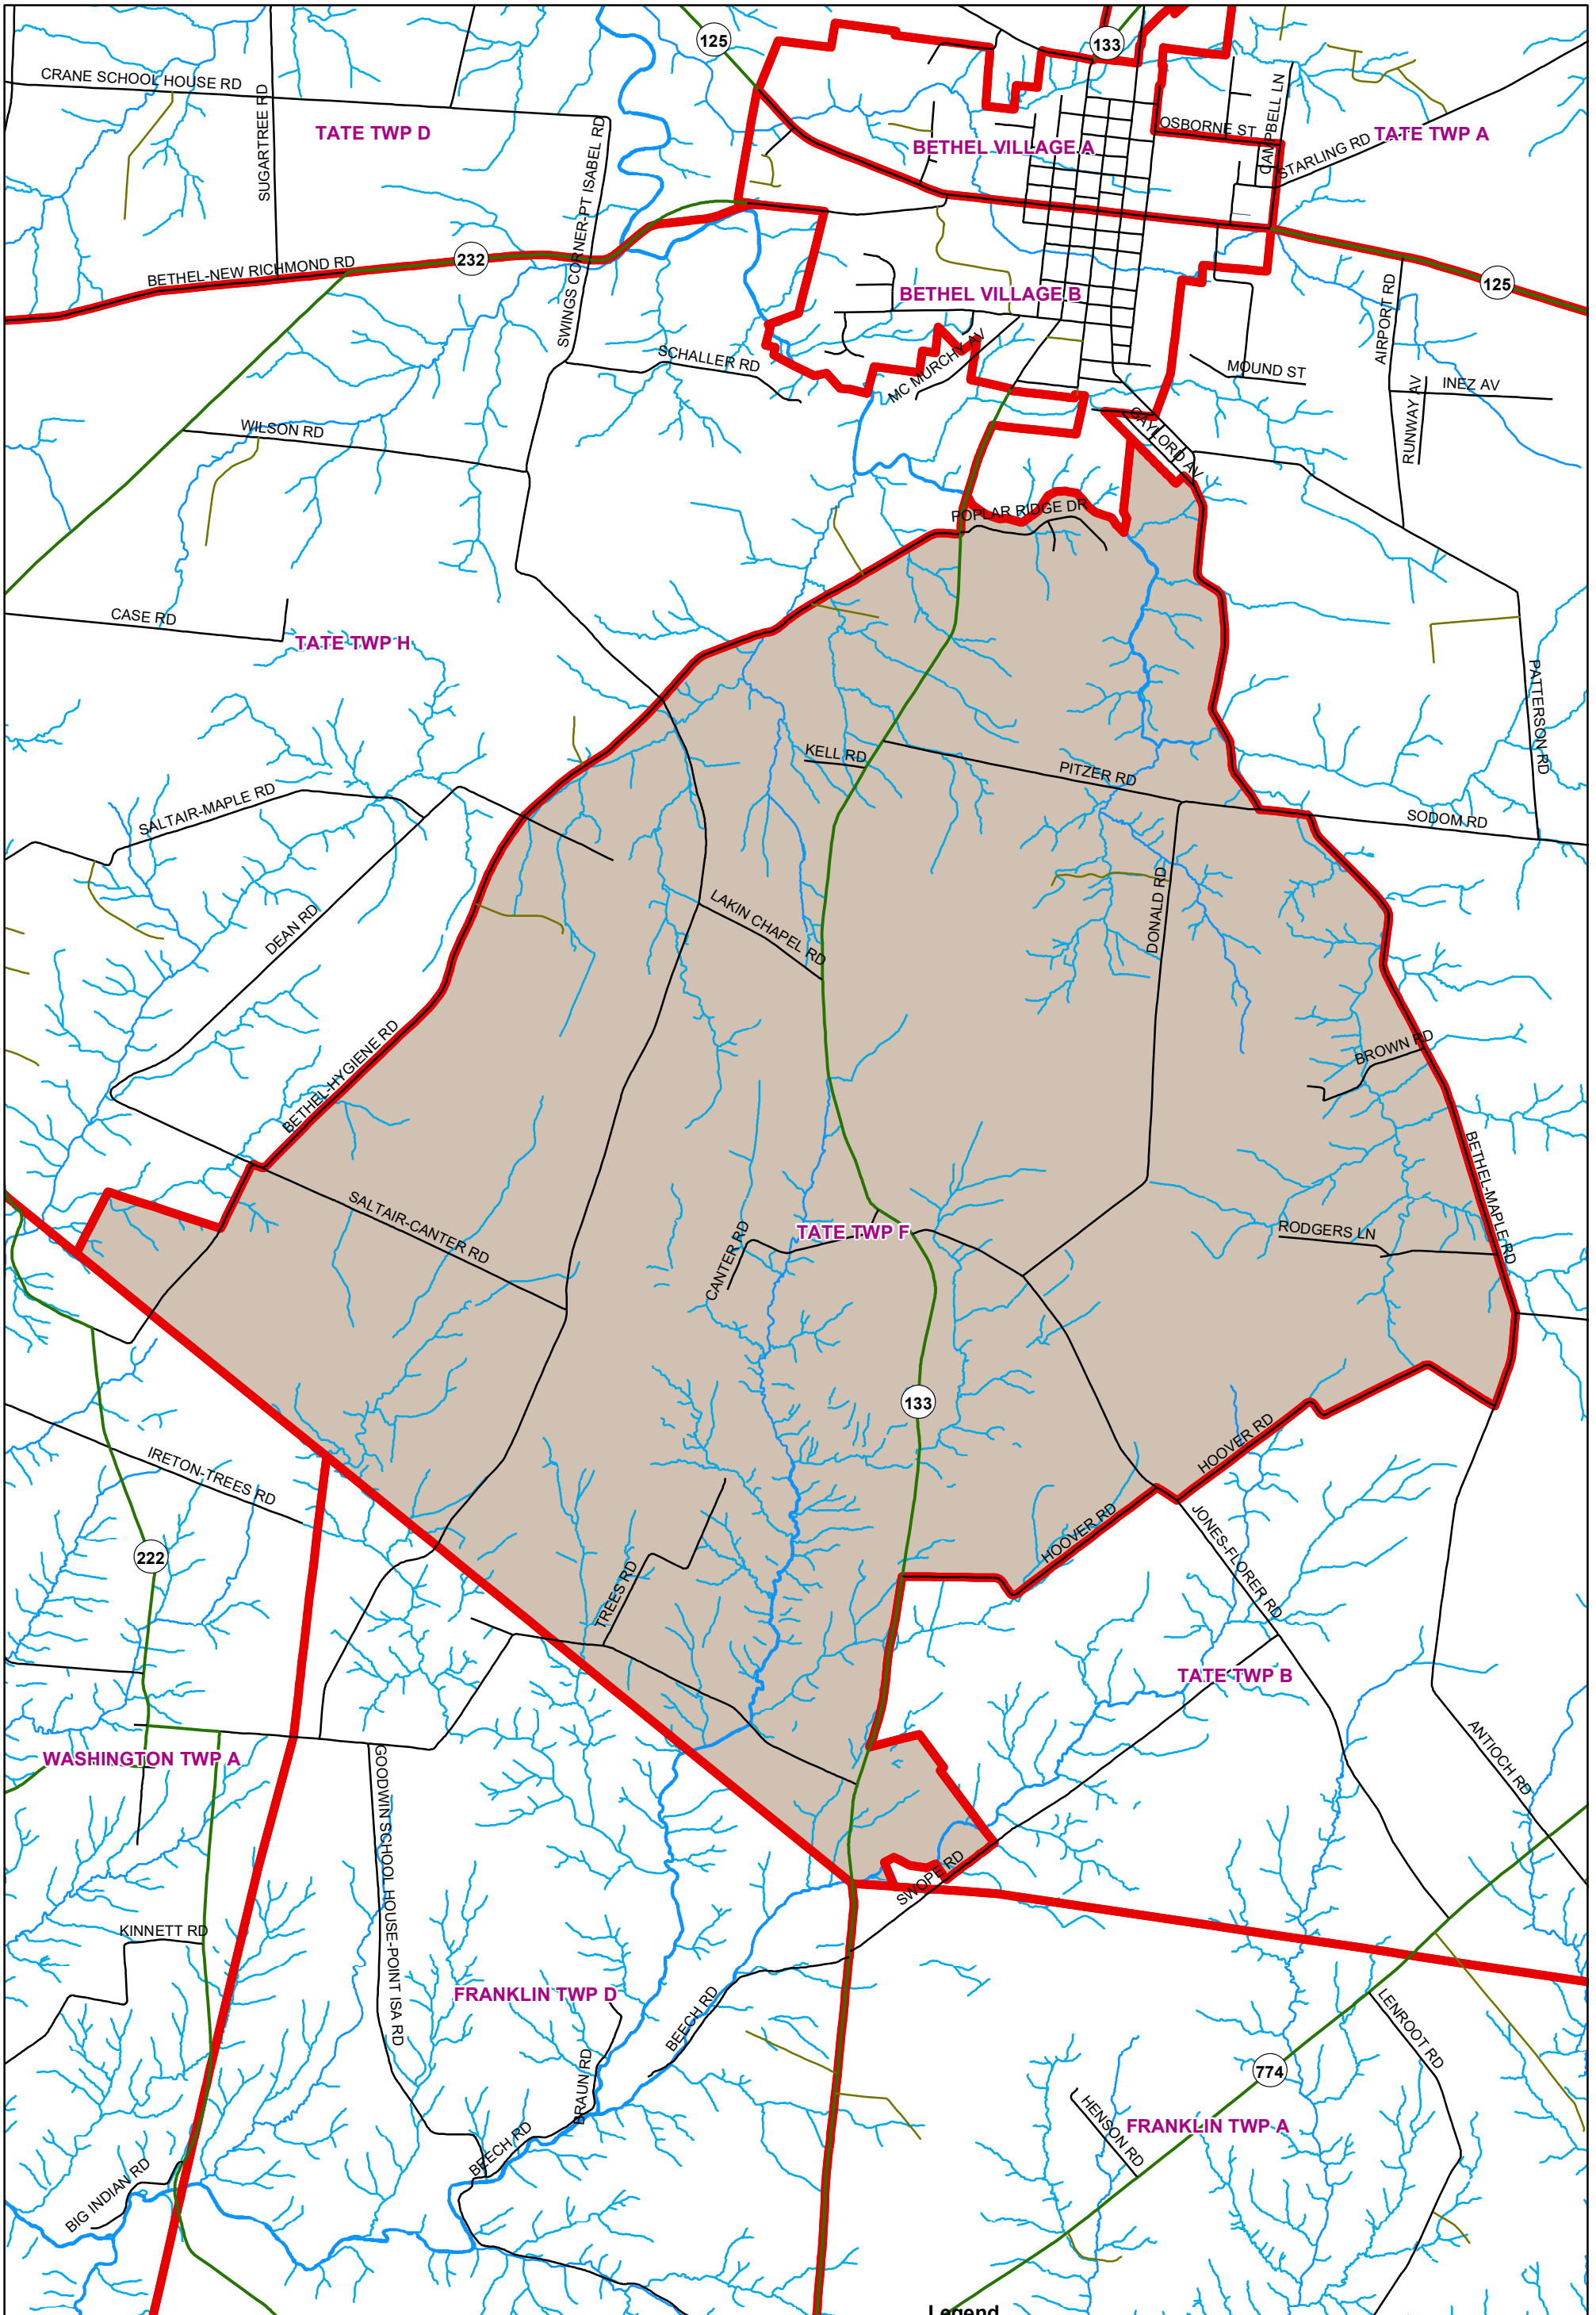 125
133
CRANE SCHOOL HOUSE RD
SUGARTREE RD
TATE TWP D
SWINGS CORNER-PT ISABEL RD
BETHEL VILLAGE A
OSBORNE ST
CAMPBELL LN
STARLING RD
TATE TWP A
BETHEL-NEW RICHMOND RD
232
BETHEL VILLAGE B
125
AIRPORT RD
SCHALLER RD
MC MURCHY AV
MOUND ST
INEZ AV
RUNWAY AV
WILSON RD
GAYLORD AV
POPLAR RIDGE DR
CASE RD
TATE TWP H
PATTERSON RD
KELL RD
PITZER RD
SALTAIR-MAPLE RD
SODOM RD
DEAN RD
LAKIN CHAPEL RD
DONALD RD
BETHEL-HYGIENE RD
BROWN RD
BETHEL-MAPLE RD
SALTAIR-CANTER RD
CANTER RD
TATE TWP F
RODGERS LN
133
HOOVER RD
IRETON-TREES RD
HOOVER RD
JONES-FLORER RD
222
TREES RD
TATE TWP B
WASHINGTON TWP A
GOODWIN SCHOOL HOUSE-POINT ISA RD
ANTIOCH RD
SWOPE RD
KINNETT RD
FRANKLIN TWP D
BEECH RD
LENROOT RD
BRAUN RD
774
HENSON RD
FRANKLIN TWP A
BEECH RD
BIG INDIAN RD
Legend